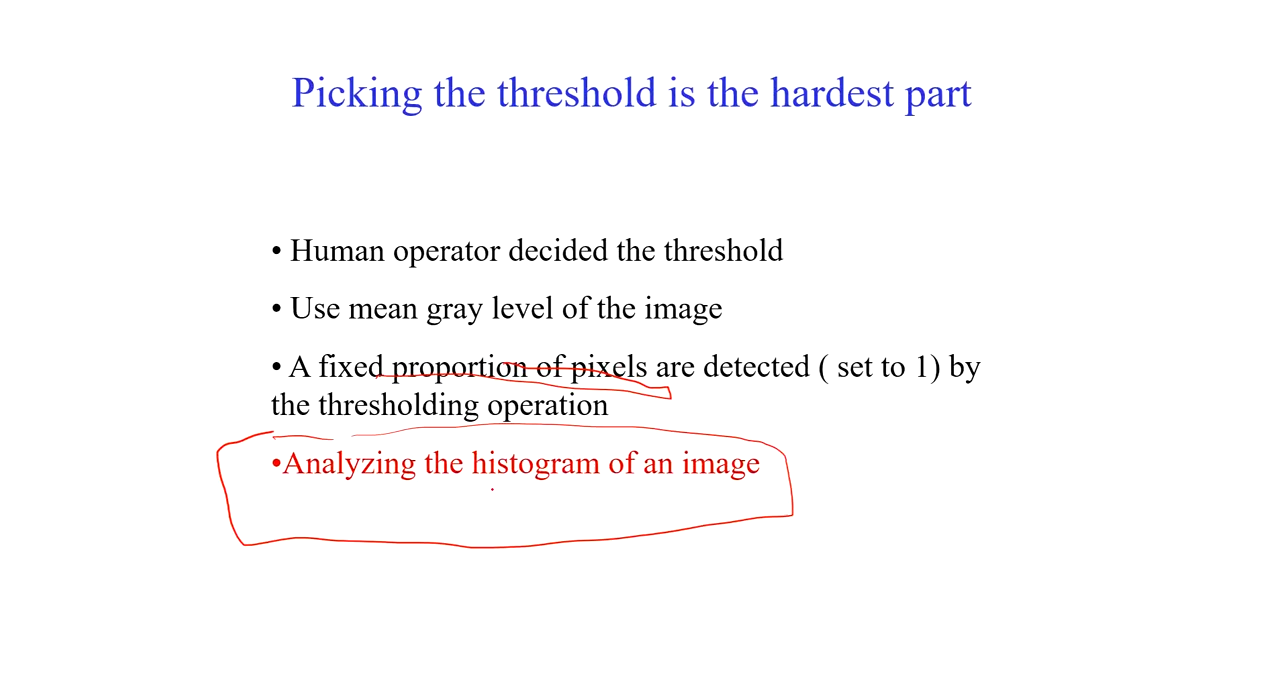 Picking the threshold is the hardest part
• Human operator decided the threshold
• Use mean gray level of the image
• A fixed proportion of pixels are detected ( set to 1) by
the thresholding operation
•Analyzing the histogram of an image